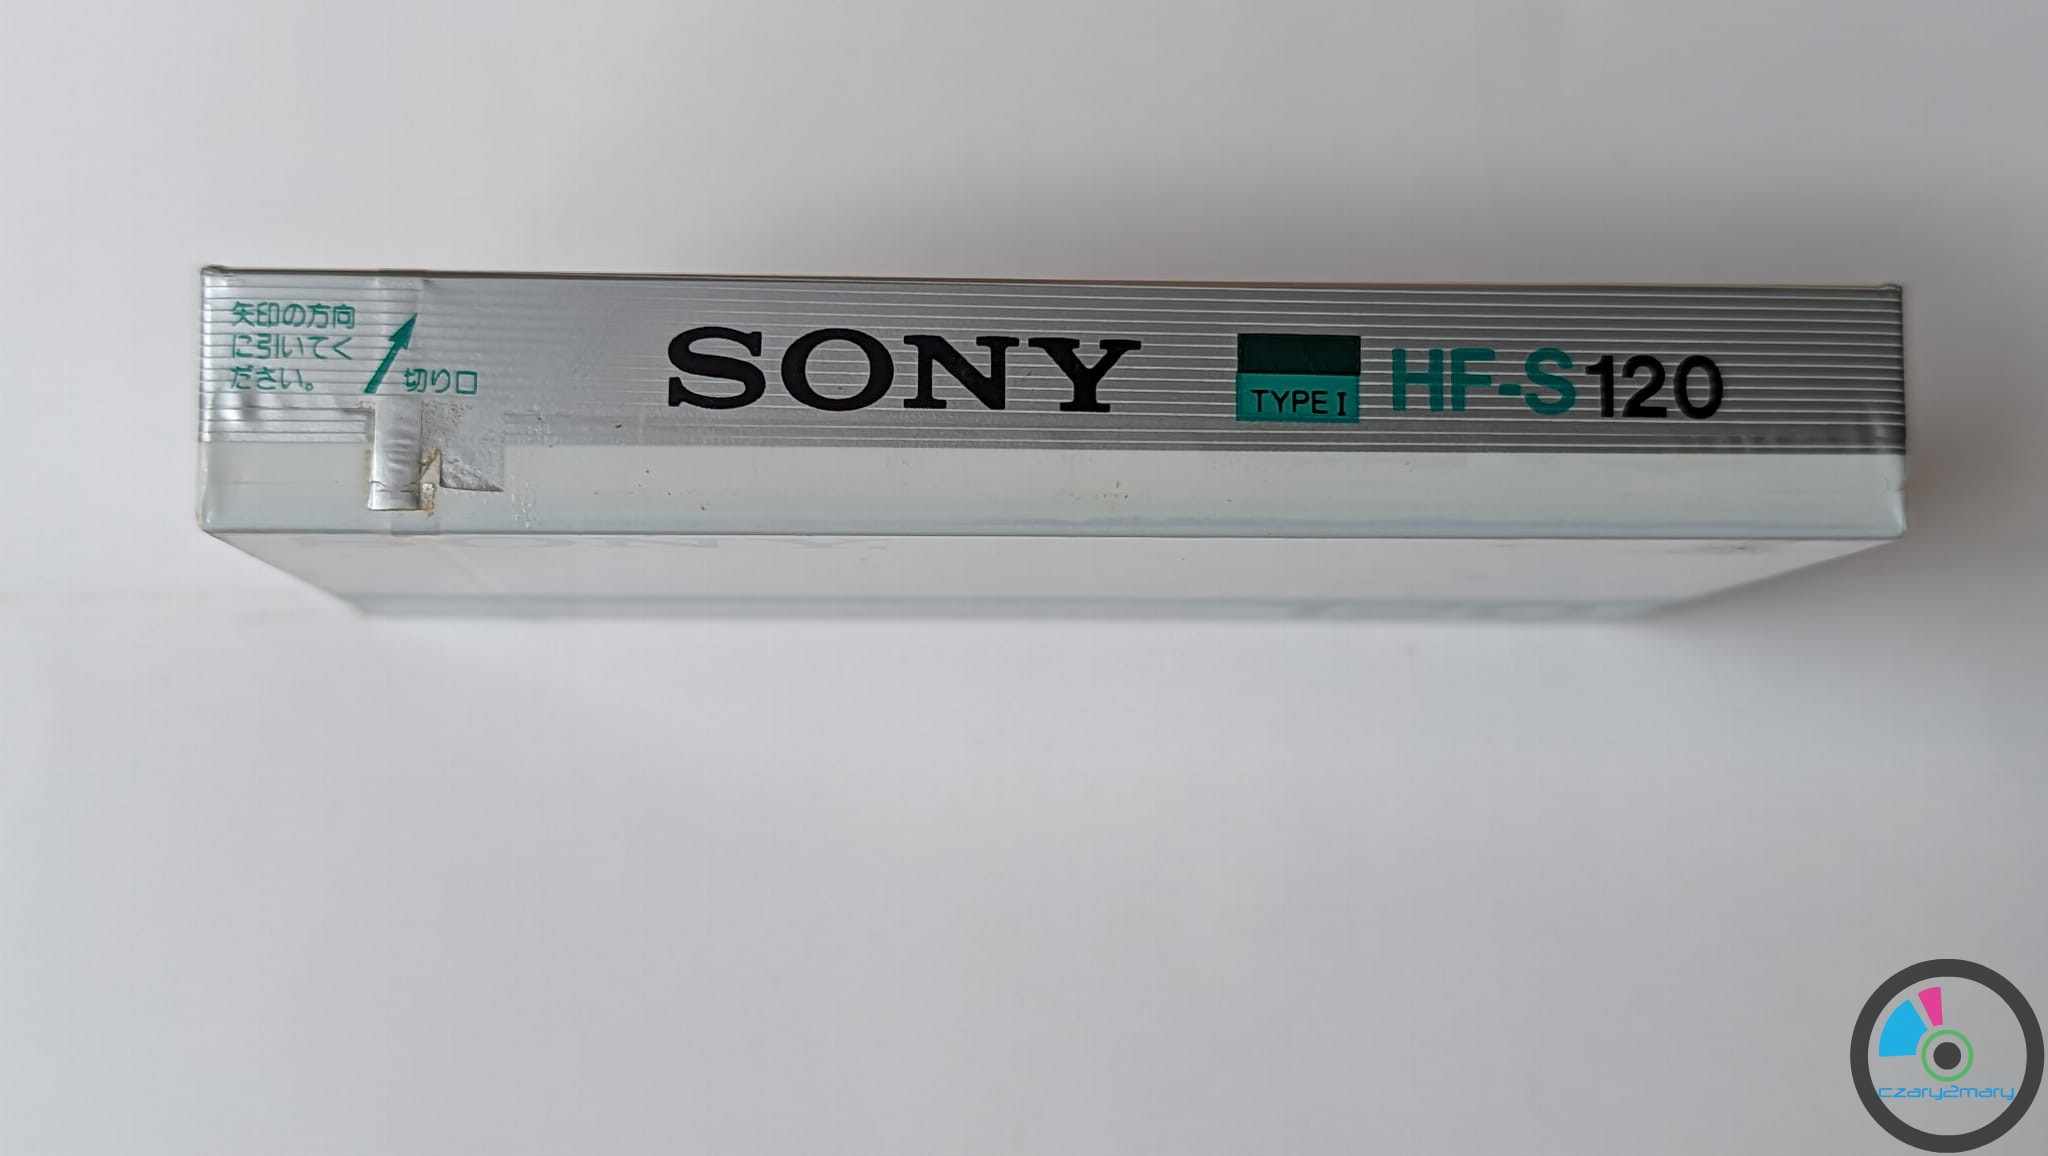 矢印の方向
に引いてく
ださい。
切り口
SONY
TYPE I
HF-S 120
czary2mary